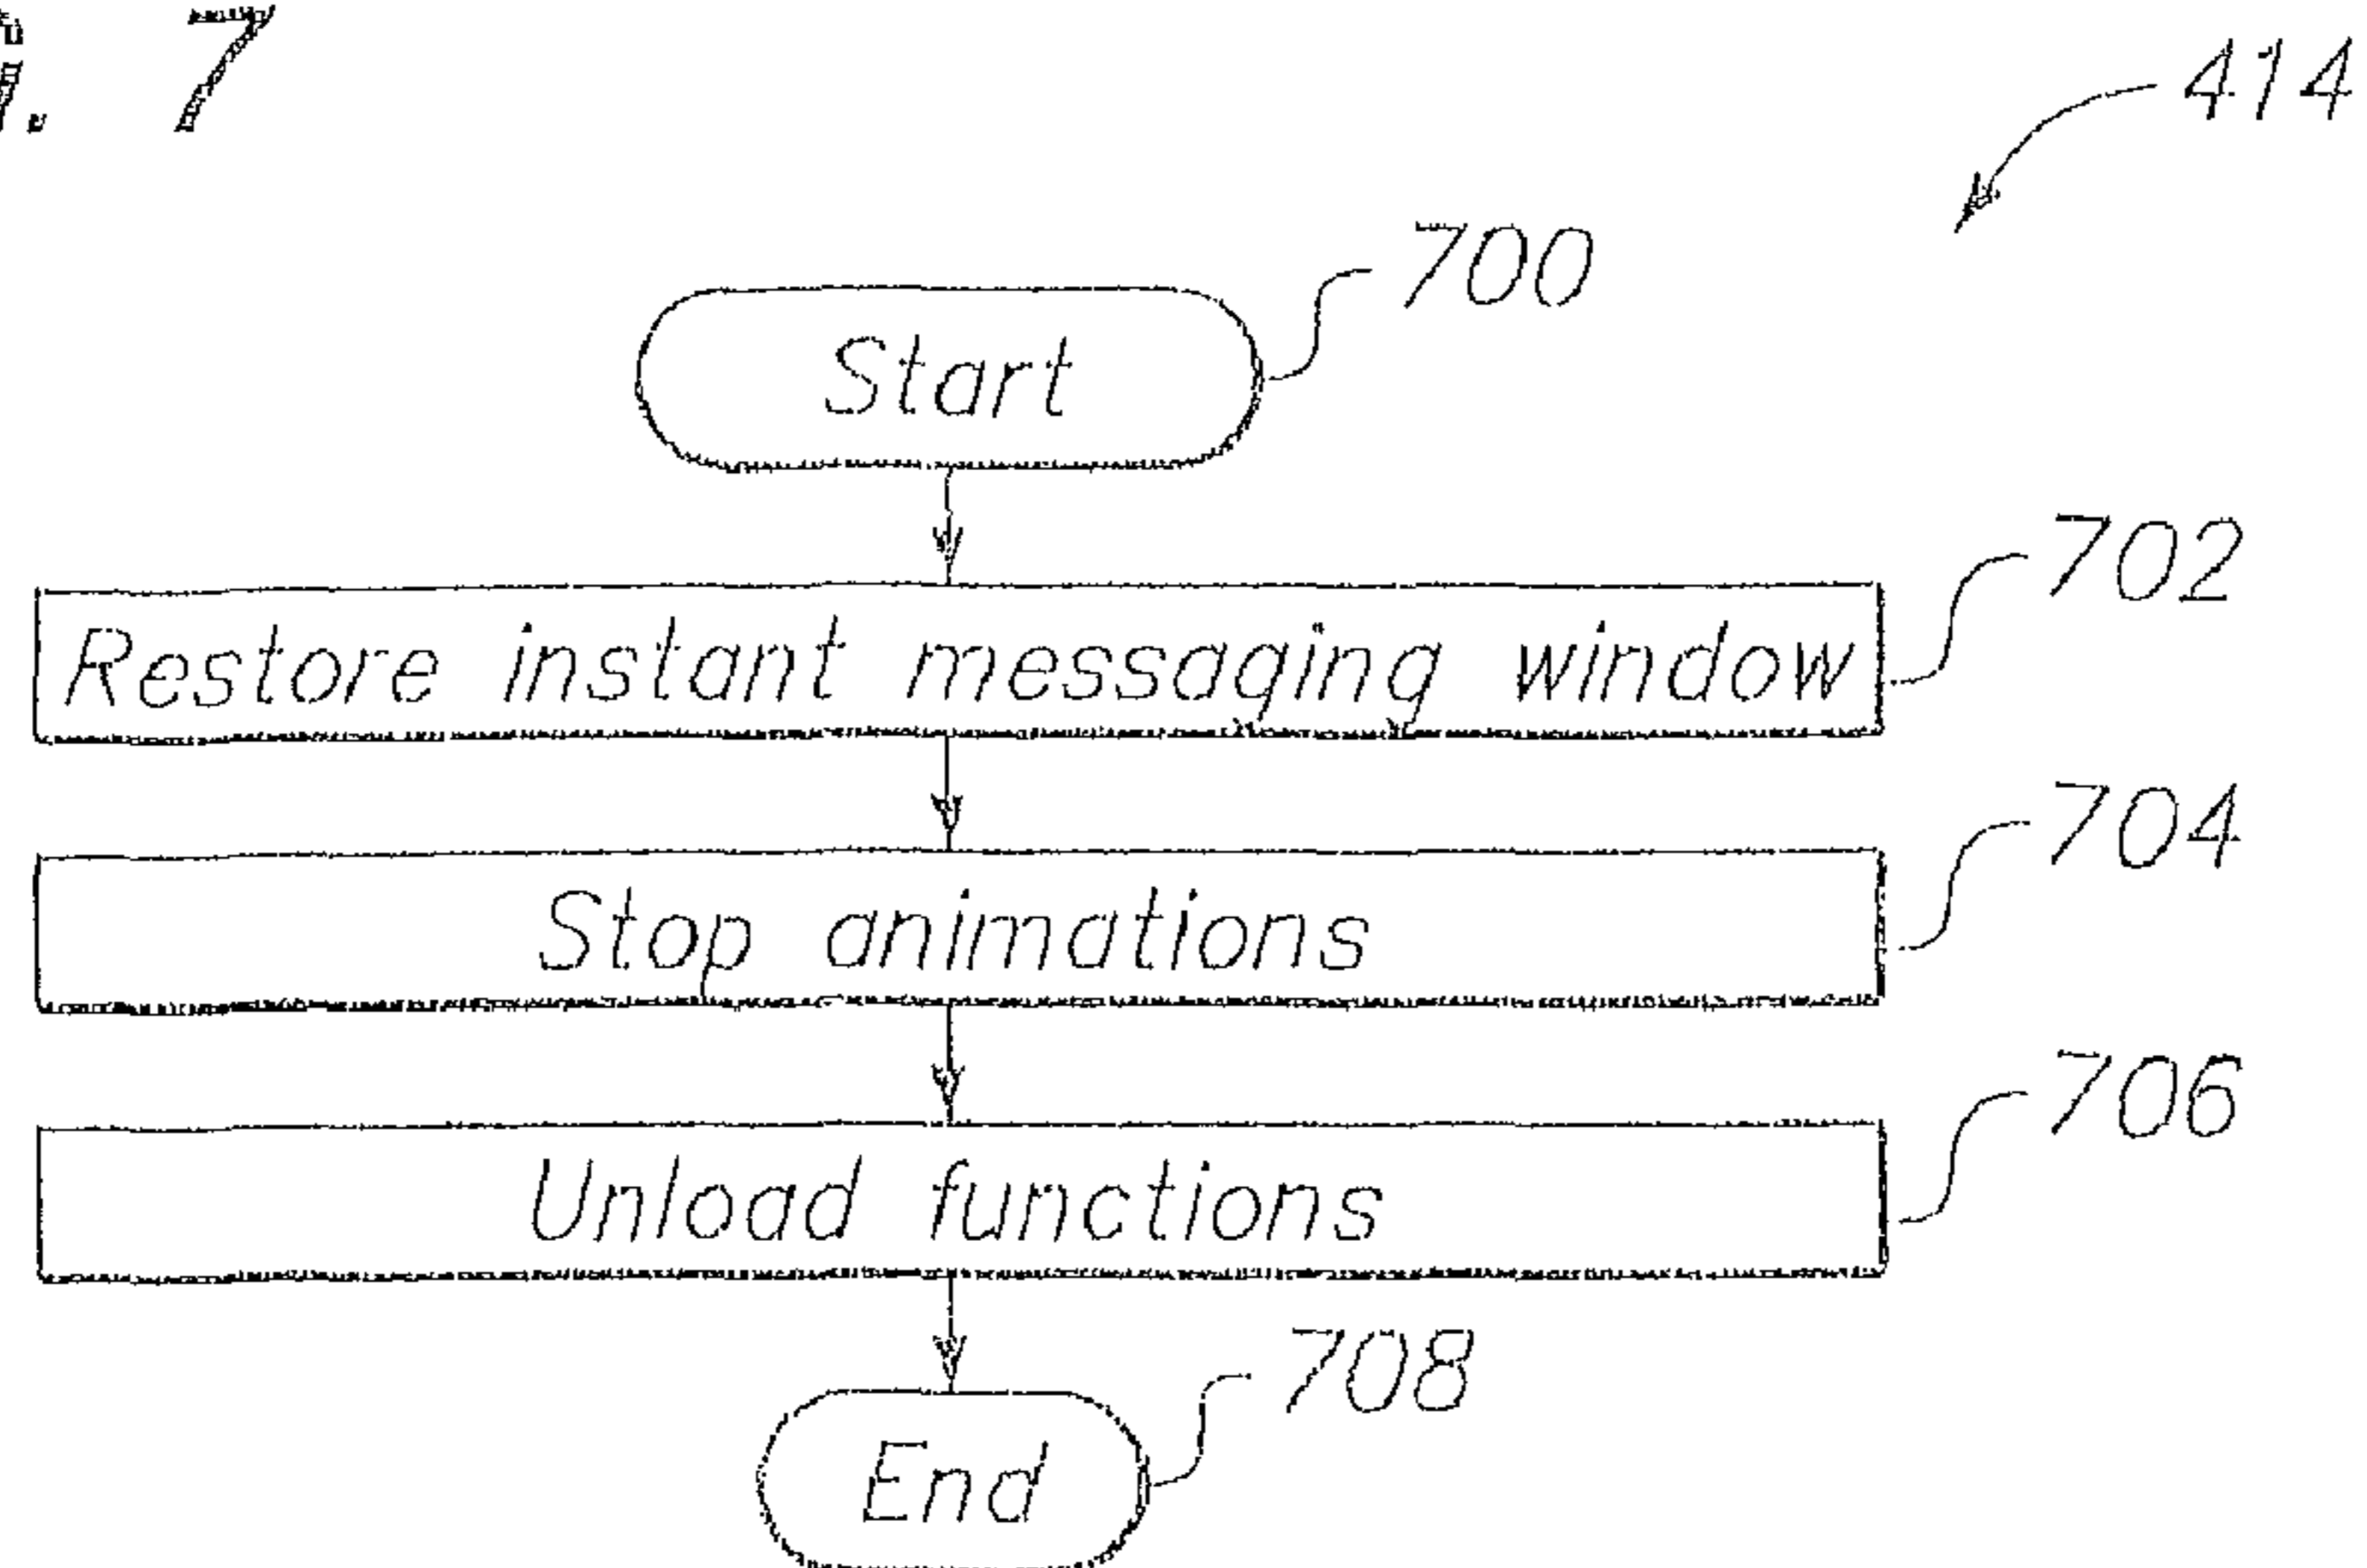 7
414
700
Start
702
Restore instant messaging window
704
Stop animations
706
Unload functions
708
End